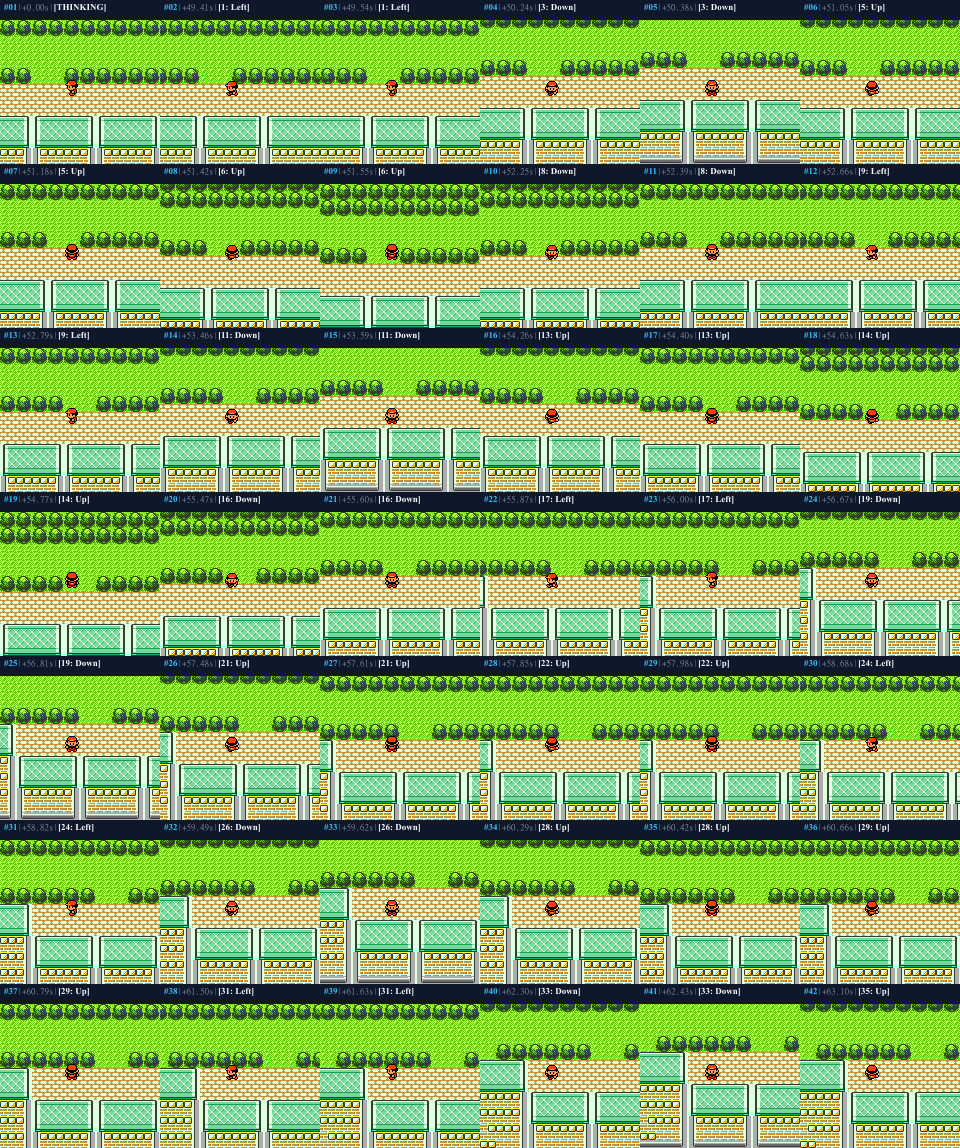 #01|+0.00s|[THINKING] #02|+49.41s|[1: Left] #03|+49.54s|[1: Left] #04|+50.24s|[3: Down] #05|+50.38s|[3: Down] #06|+51.05s|[5: Up]
#07|+51.18s|[5: Up] #08|+51.42s|[6: Up] #09|+51.55s|[6: Up] #10|+52.25s|[8: Down] #11|+52.39s|[8: Down] #12|+52.66s|[9: Left]
#13|+52.79s|[9: Left] #14|+53.46s|[11: Down] #15|+53.59s|[11: Down] #16|+54.26s|[13: Up] #17|+54.40s|[13: Up] #18|+54.63s|[14: Up]
#19|+54.77s|[14: Up] #20|+55.47s|[16: Down] #21|+55.60s|[16: Down] #22|+55.87s|[17: Left] #23|+56.00s|[17: Left] #24|+56.67s|[19: Down]
#25|+56.81s|[19: Down] #26|+57.48s|[21: Up] #27|+57.61s|[21: Up] #28|+57.85s|[22: Up] #29|+57.98s|[22: Up] #30|+58.68s|[24: Left]
#31|+58.82s|[24: Left] #32|+59.49s|[26: Down] #33|+59.62s|[26: Down] #34|+60.29s|[28: Up] #35|+60.42s|[28: Up] #36|+60.66s|[29: Up]
#37|+60.79s|[29: Up] #38|+61.50s|[31: Left] #39|+61.63s|[31: Left] #40|+62.30s|[33: Down] #41|+62.43s|[33: Down] #42|+63.10s|[35: Up]